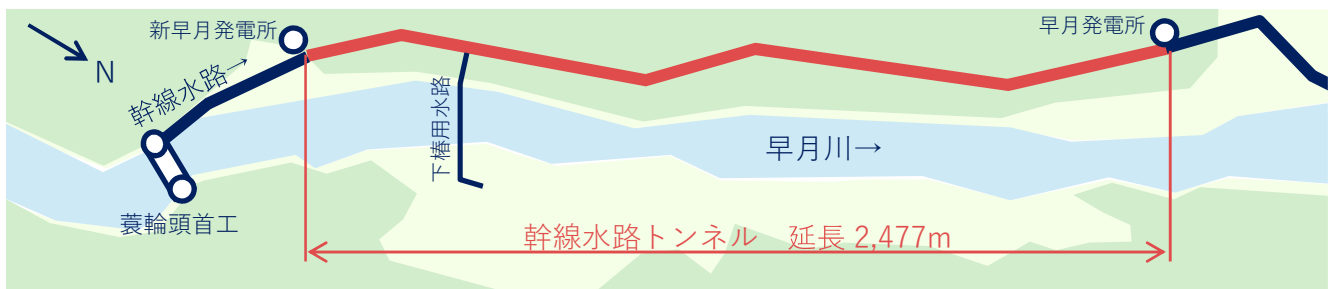 新早月発電所
早月発電所
N
幹線水路→
下椿用水路
早月川→
蓑輪頭首工
幹線水路トンネル　延長 2,477m